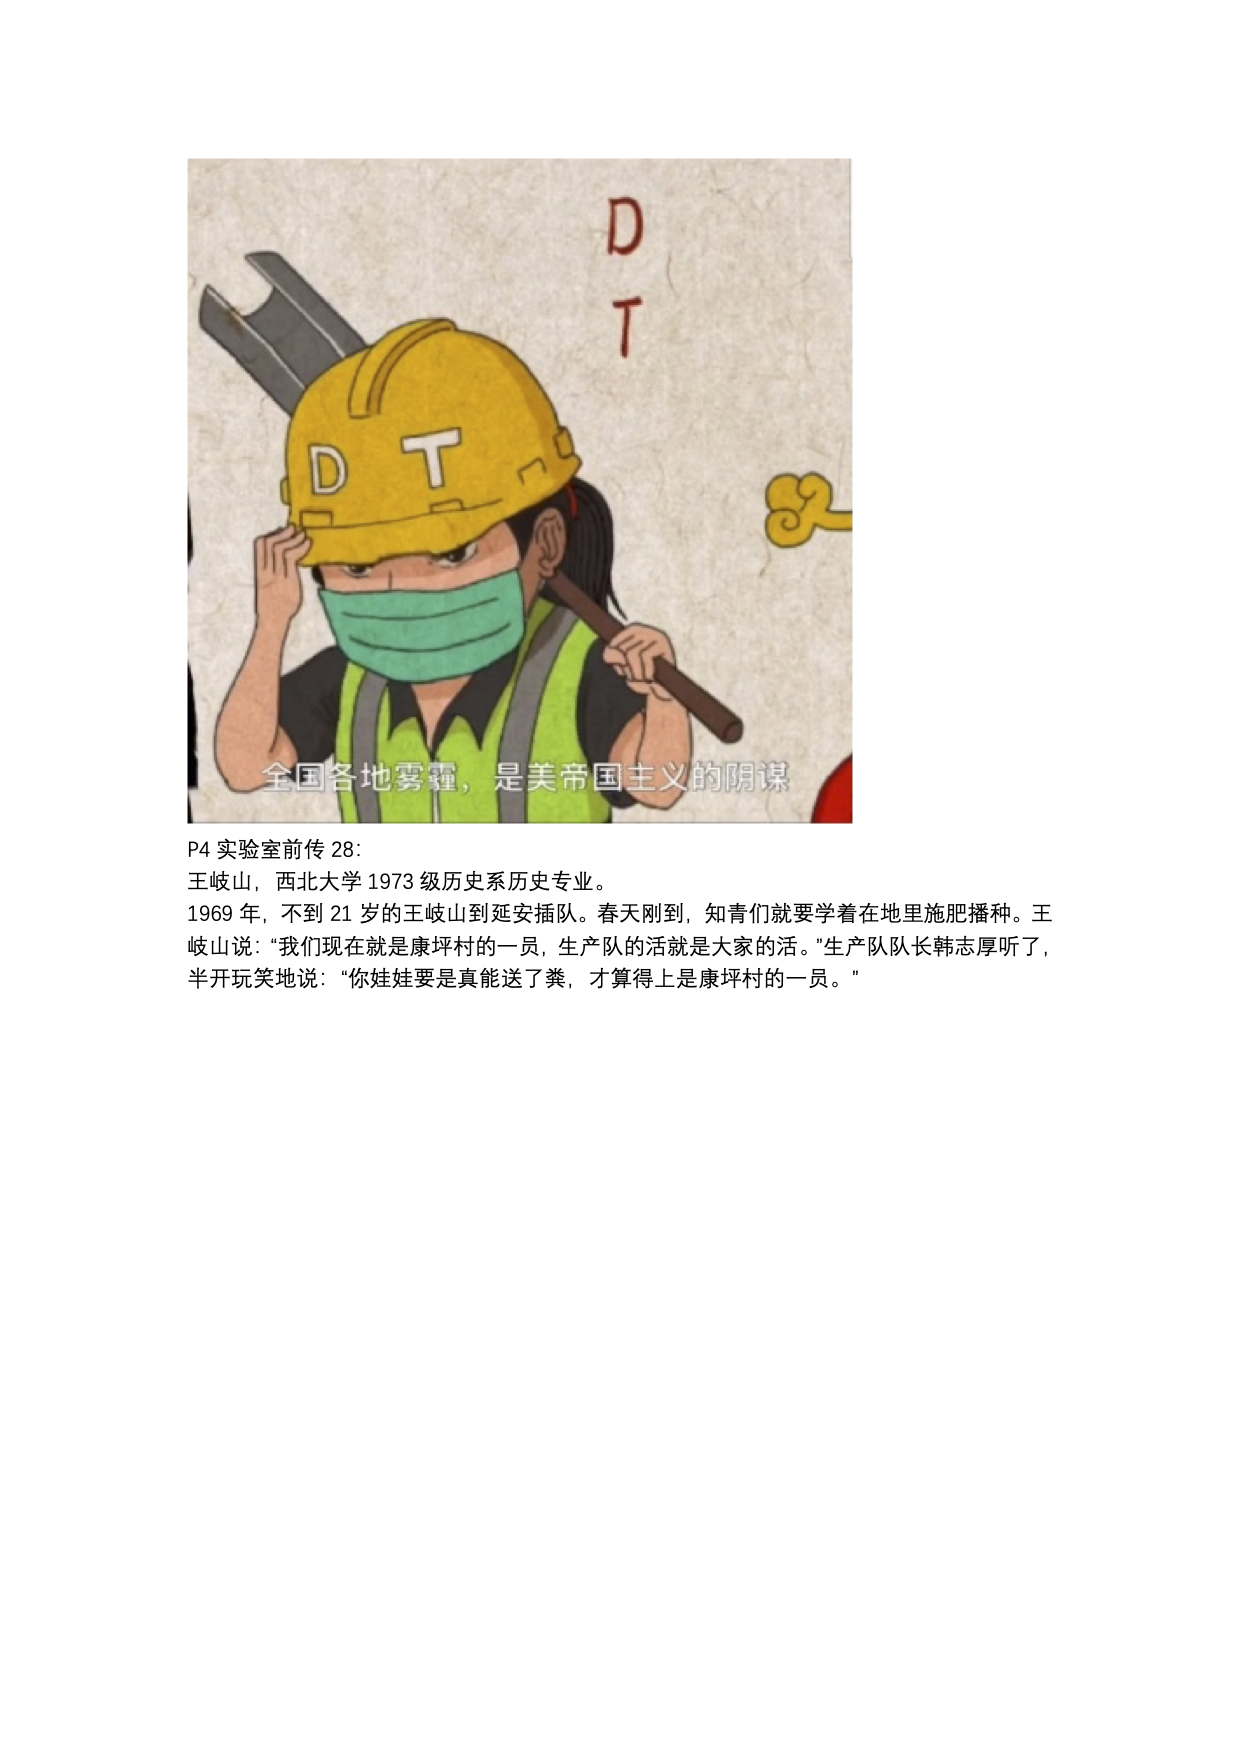 D
T
D T
全国各地雾霾，是美帝国主义的阴谋
P4 实验室前传 28：
王岐山，西北大学 1973 级历史系历史专业。
1969 年，不到 21 岁的王岐山到延安插队。春天刚到，知青们就要学着在地里施肥播种。王
岐山说：“我们现在就是康坪村的一员，生产队的活就是大家的活。”生产队队长韩志厚听了，
半开玩笑地说：“你娃娃要是真能送了粪，才算得上是康坪村的一员。”